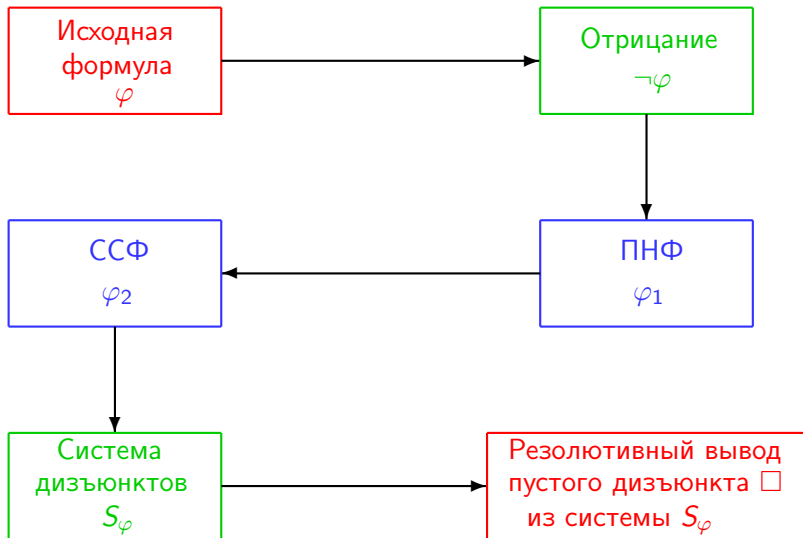 Исходная
формула
φ
Отрицание
¬φ
ССФ
φ₂
ПНФ
φ₁
Система
дизъюнктов
S_φ
Резолютивный вывод
пустого дизъюнкта □
из системы S_φ